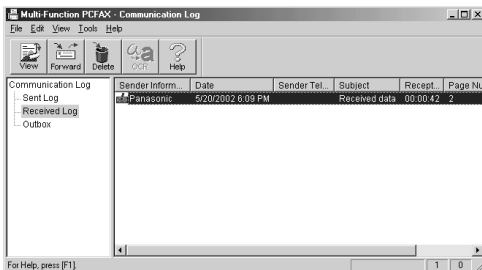 Multi-Function PCFAX - Communication Log
File Edit View Tools Help
View Forward Delete OCR Help
Communication Log
Sent Log
Received Log
Outbox
Sender Inform... Date Sender Tel... Subject Recept... Page Nu
Panasonic 5/20/2002 6:09 PM Received data 00:00:42 2
For Help, press [F1]. 1 0